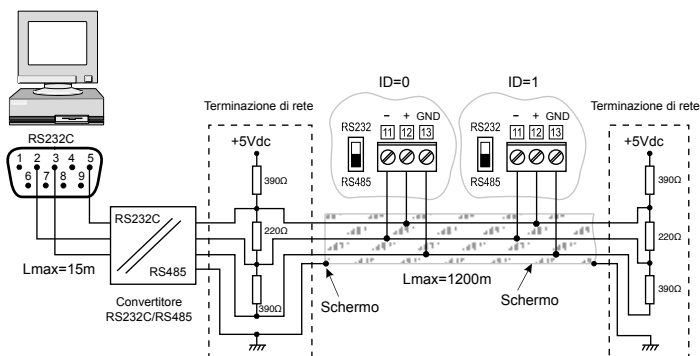 RS232C
1 2 3 4 5
6 7 8 9
Lmax=15m
RS232C
RS485
Convertitore
RS232C/RS485
Terminazione di rete
+5Vdc
390Ω
220Ω
390Ω
ID=0
RS232
RS485
- + GND
11 12 13
ID=1
RS232
RS485
- + GND
11 12 13
Lmax=1200m
Schermo
Schermo
Terminazione di rete
+5Vdc
390Ω
220Ω
390Ω